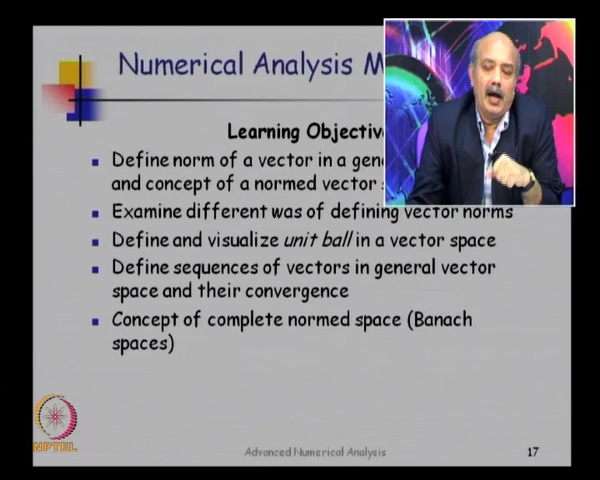 Numerical Analysis M
Learning Objectiv
Define norm of a vector in a gen
and concept of a normed vector
Examine different was of defining vector norms
Define and visualize unit ball in a vector space
Define sequences of vectors in general vector
space and their convergence
Concept of complete normed space (Banach
spaces)
NPTEL
Advanced Numerical Analysis
17